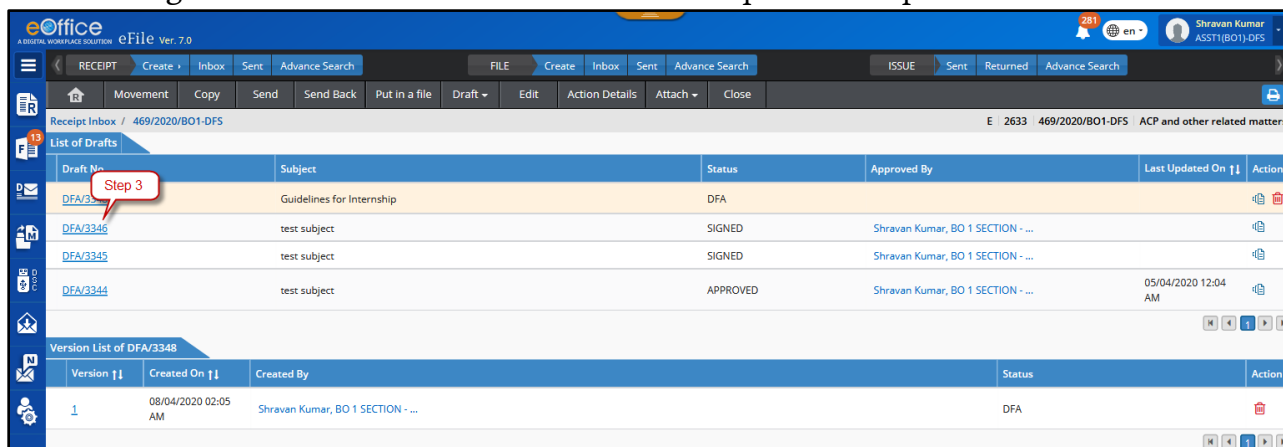 eOffice
A DIGITAL WORKPLACE SOLUTION eFile Ver. 7.0
281
en
Shravan Kumar
ASST1(BO1)-DFS
RECEIPT Create Inbox Sent Advance Search FILE Create Inbox Sent Advance Search ISSUE Sent Returned Advance Search
R Movement Copy Send Send Back Put in a file Draft Edit Action Details Attach Close
Receipt Inbox / 469/2020/BO1-DFS E 2633 469/2020/BO1-DFS ACP and other related matters
13
List of Drafts
Draft No Subject Status Approved By Last Updated On Action
Step 3
Guidelines for Internship DFA
DFA/3346 test subject SIGNED Shravan Kumar, BO 1 SECTION - ...
DFA/3345 test subject SIGNED Shravan Kumar, BO 1 SECTION - ...
DFA/3344 test subject APPROVED Shravan Kumar, BO 1 SECTION - ... 05/04/2020 12:04
AM
1
Version List of DFA/3348
Version Created On Created By Status Action
1 08/04/2020 02:05 Shravan Kumar, BO 1 SECTION - ... DFA
AM
1